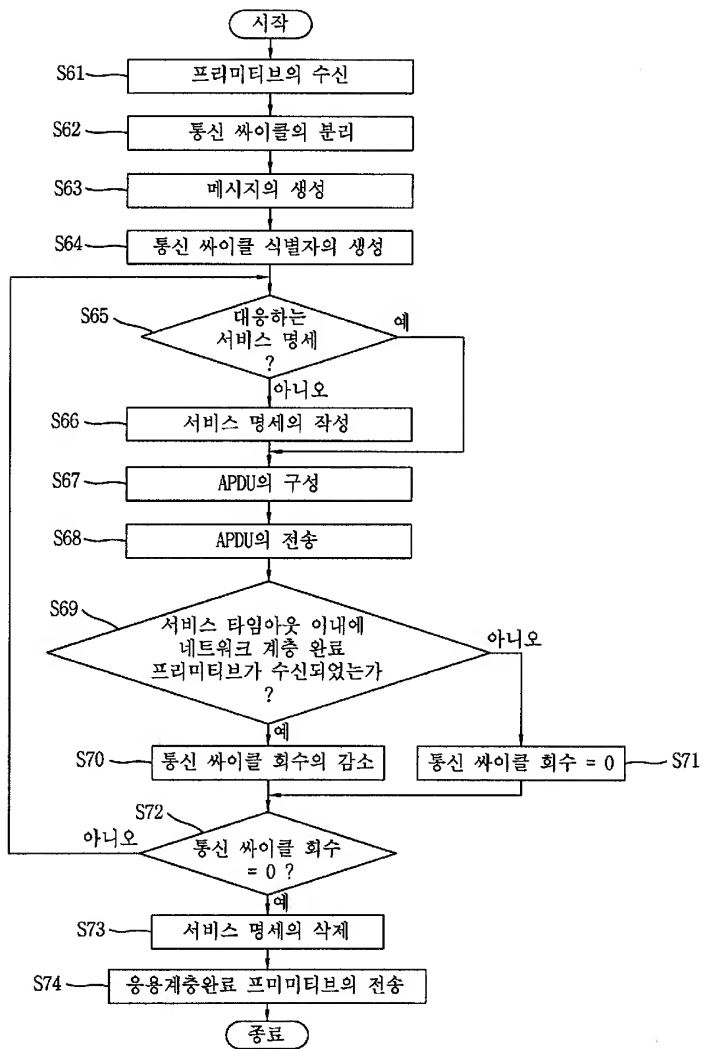 시작
S61
프리미티브의 수신
S62
통신 싸이클의 분리
S63
메시지의 생성
S64
통신 싸이클 식별자의 생성
S65
대응하는
서비스 명세
?
예
아니오
S66
서비스 명세의 작성
S67
APDU의 구성
S68
APDU의 전송
S69
서비스 타임아웃 이내에
네트워크 계층 완료
프리미티브가 수신되었는가
?
아니오
예
S70
통신 싸이클 회수의 감소
통신 싸이클 회수 = 0
S71
S72
아니오
통신 싸이클 회수
= 0 ?
예
S73
서비스 명세의 삭제
S74
응용계층완료 프미미티브의 전송
종료